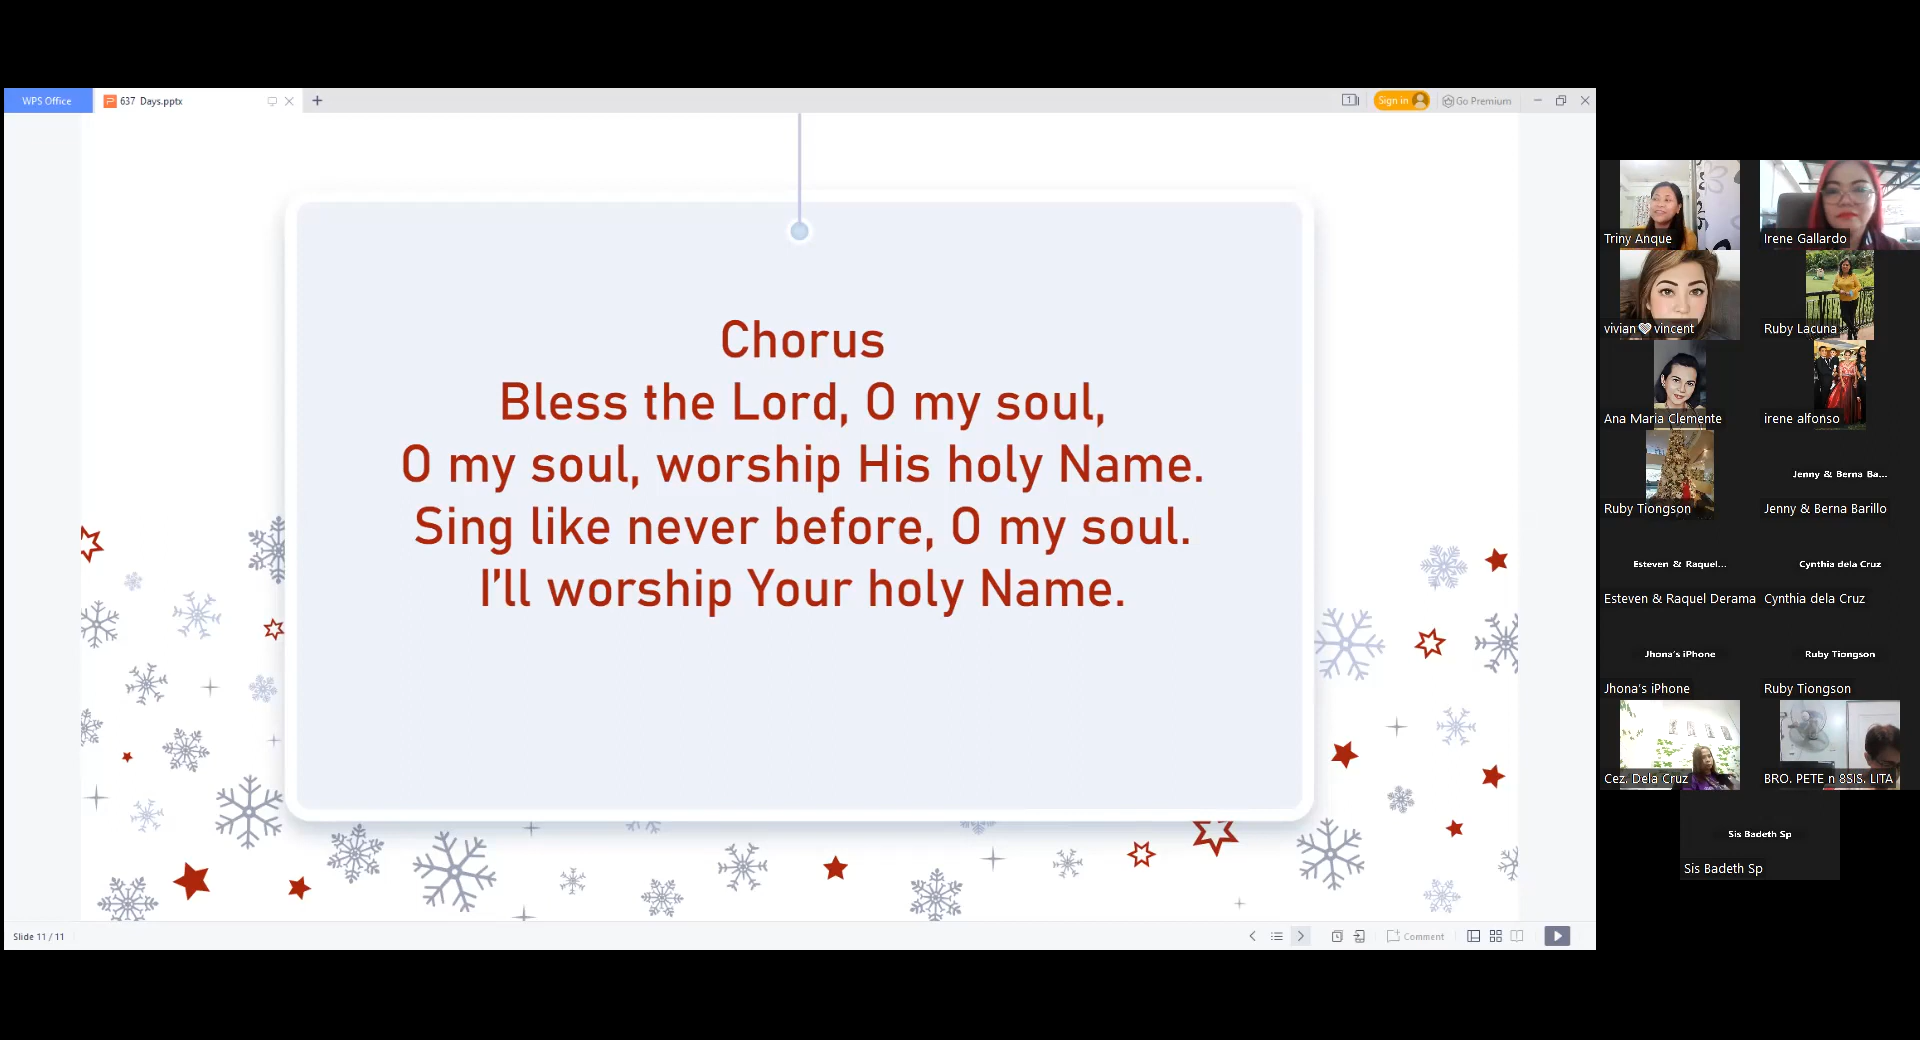 WPS Office
637 Days.pptx
1
Sign in
Go Premium
Chorus
Bless the Lord, O my soul,
O my soul, worship His holy Name.
Sing like never before, O my soul.
I’ll worship Your holy Name.
Slide 11 / 11
Comment
Triny Anque
Irene Gallardo
vivian🤍vincent
Ruby Lacuna
Ana Maria Clemente
irene alfonso
Ruby Tiongson
Jenny & Berna Ba...
Jenny & Berna Barillo
Esteven & Raquel...
Esteven & Raquel Derama
Cynthia dela Cruz
Cynthia dela Cruz
Jhona's iPhone
Jhona's iPhone
Ruby Tiongson
Ruby Tiongson
Cez. Dela Cruz
BRO. PETE n 8SIS. LITA
Sis Badeth Sp
Sis Badeth Sp